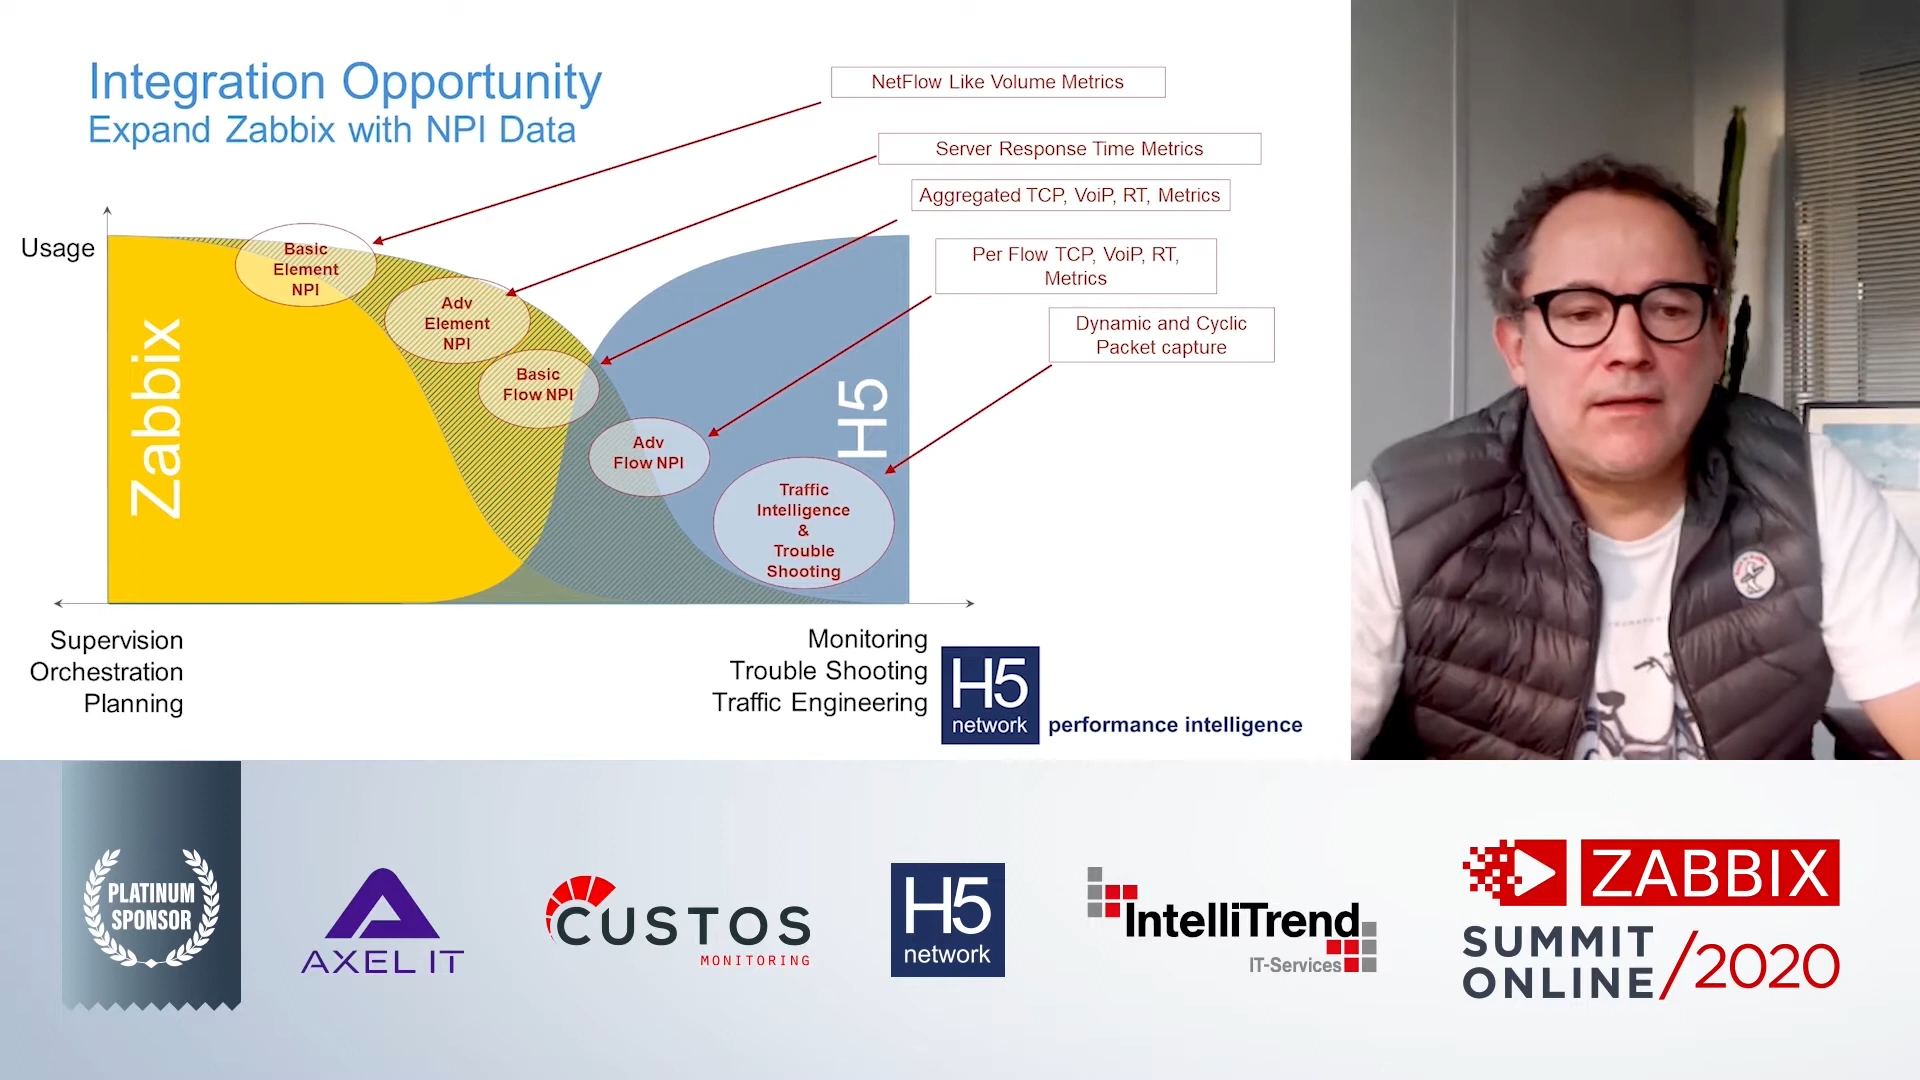 Integration Opportunity
Expand Zabbix with NPI Data
NetFlow Like Volume Metrics
Server Response Time Metrics
Aggregated TCP, VoiP, RT, Metrics
Per Flow TCP, VoiP, RT,
Metrics
Dynamic and Cyclic
Packet capture
Usage
Basic
Element
NPI
Adv
Element
NPI
Basic
Flow NPI
Adv
Flow NPI
Traffic
Intelligence
&
Trouble
Shooting
Zabbix
H5
Supervision
Orchestration
Planning
Monitoring
Trouble Shooting
Traffic Engineering
H5
network
performance intelligence
PLATINUM
SPONSOR
AXEL IT
CUSTOS
MONITORING
H5
network
IntelliTrend
IT-Services
ZABBIX
SUMMIT
ONLINE/2020